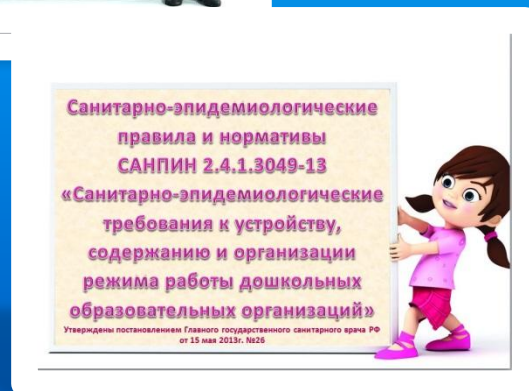 Санитарно-эпидемиологические
правила и нормативы
САНПИН 2.4.1.3049-13
«Санитарно-эпидемиологические
требования к устройству,
содержанию и организации
режима работы дошкольных
образовательных организаций»
Утверждены постановлением Главного государственного санитарного врача РФ
от 15 мая 2013г. №26